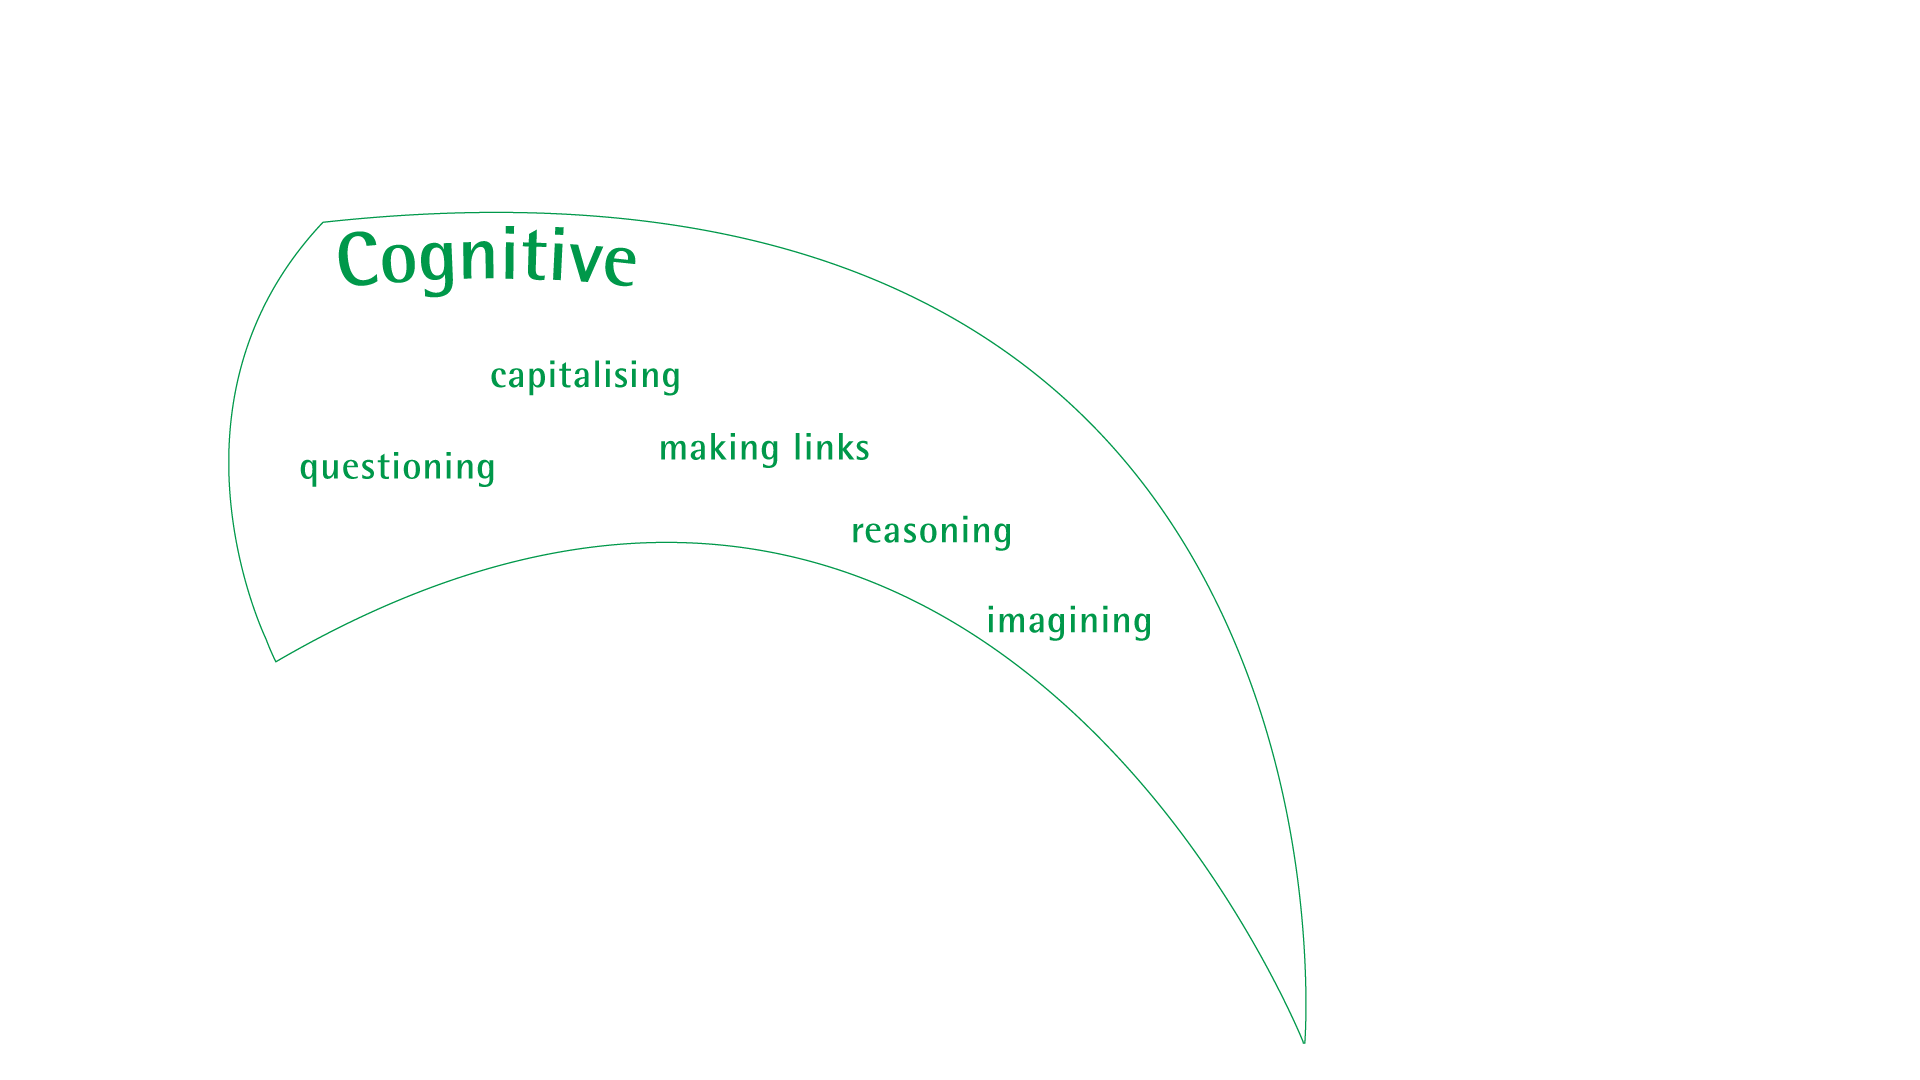 Cognitive
capitalising
making links
questioning
reasoning
imagining